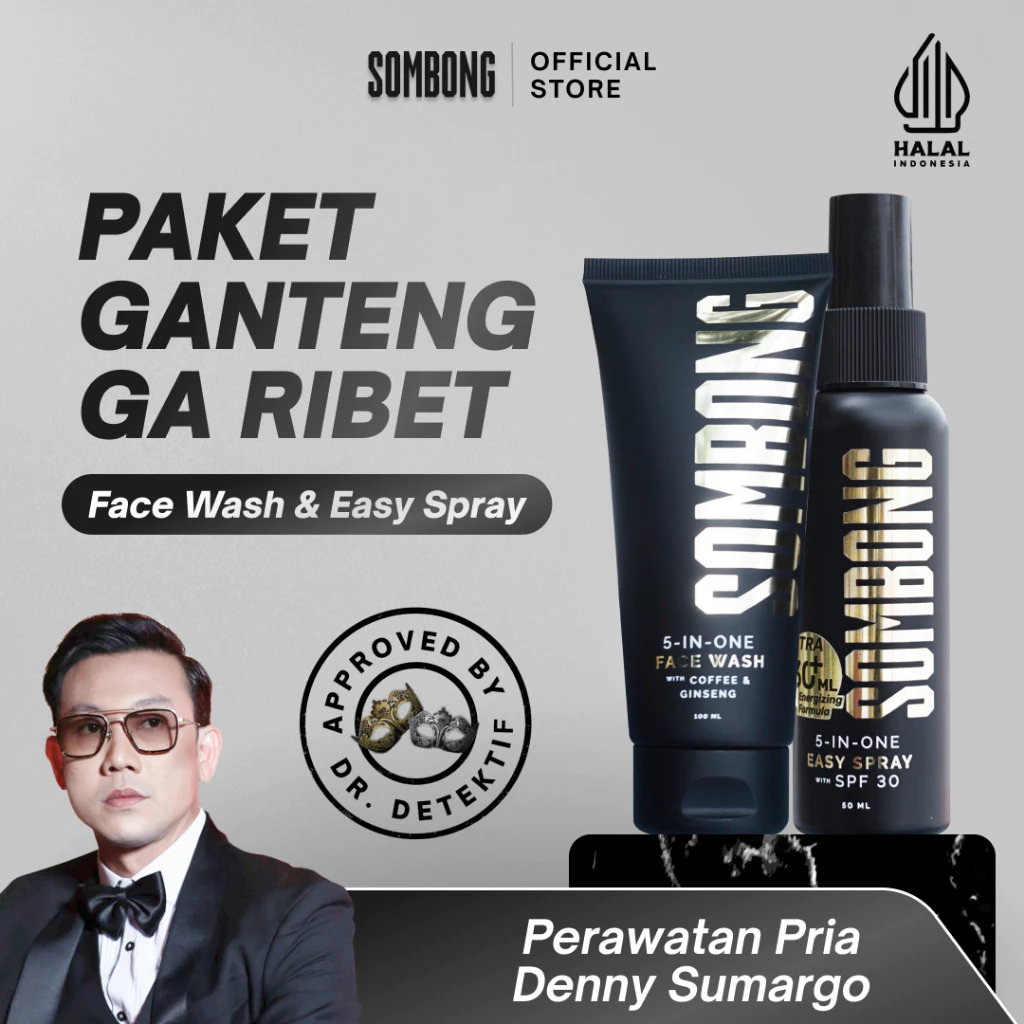 SOMBONG
OFFICIAL
STORE
HALAL
INDONESIA
PAKET
GANTENG
GA RIBET
Face Wash & Easy Spray
APPROVED BY
DR. DETEKTIF
SOMBONG
5-IN-ONE
FACE WASH
WITH COFFEE &
GINSENG
100 ML
SOMBONG
ML
Energizing
Formula
5-IN-ONE
EASY SPRAY
WITH SPF 30
50 ML
Perawatan Pria
Denny Sumargo